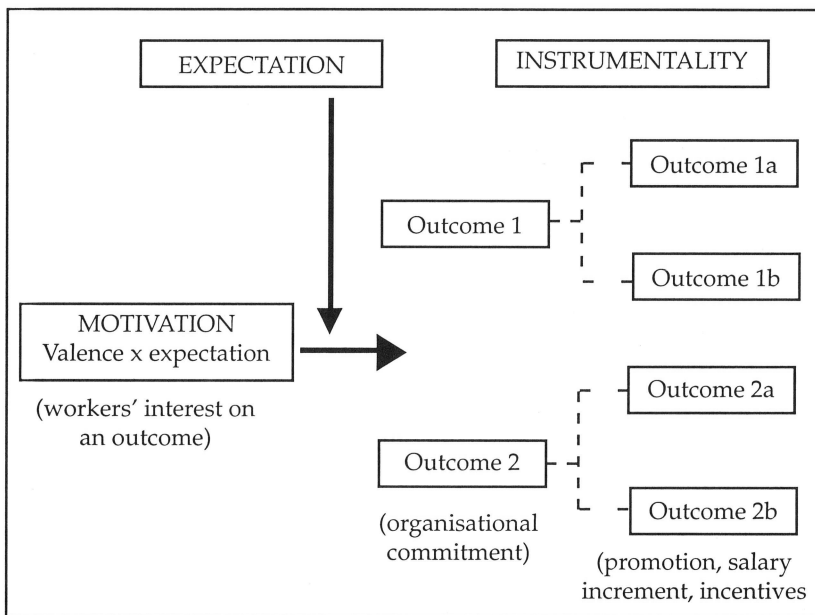 EXPECTATION
INSTRUMENTALITY
Outcome 1a
Outcome 1
Outcome 1b
MOTIVATION
Valence x expectation
(workers' interest on
an outcome)
Outcome 2a
Outcome 2
Outcome 2b
(organisational
commitment)
(promotion, salary
increment, incentives